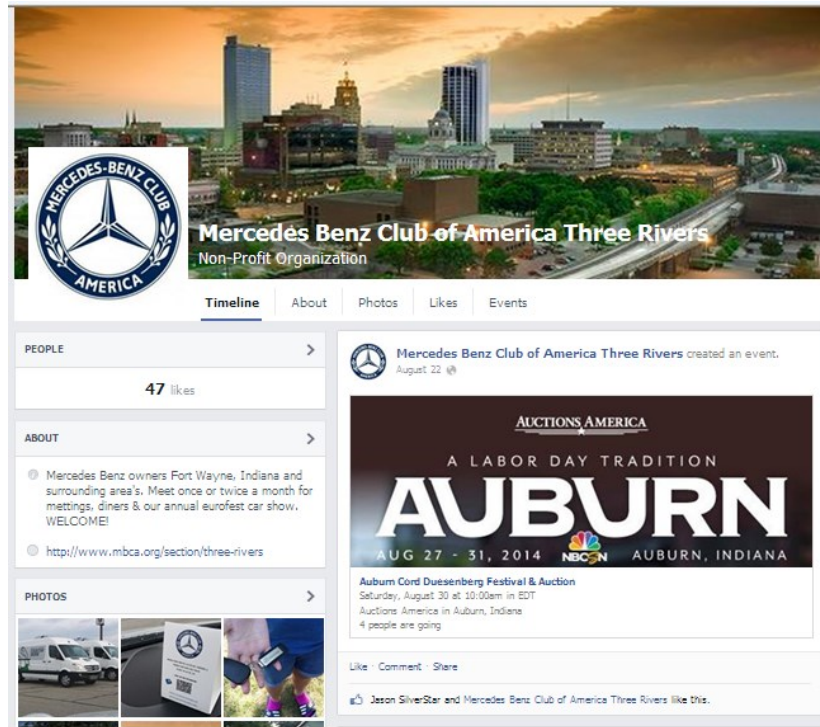 MERCEDES-BENZ CLUB
AMERICA
Mercedes Benz Club of America Three Rivers
Non-Profit Organization
Timeline About Photos Likes Events
PEOPLE
47 likes
ABOUT
Mercedes Benz owners Fort Wayne, Indiana and
surrounding area's. Meet once or twice a month for
mettings, diners & our annual eurofest car show.
WELCOME!
http://www.mbca.org/section/three-rivers
PHOTOS
Mercedes Benz Club of America Three Rivers created an event.
August 22
AUCTIONS AMERICA
A LABOR DAY TRADITION
AUBURN
AUG 27 - 31, 2014 NBCSN AUBURN, INDIANA
Auburn Cord Duesenberg Festival & Auction
Saturday, August 30 at 10:00am in EDT
Auctions America in Auburn, Indiana
4 people are going
Like · Comment · Share
Jason SilverStar and Mercedes Benz Club of America Three Rivers like this.